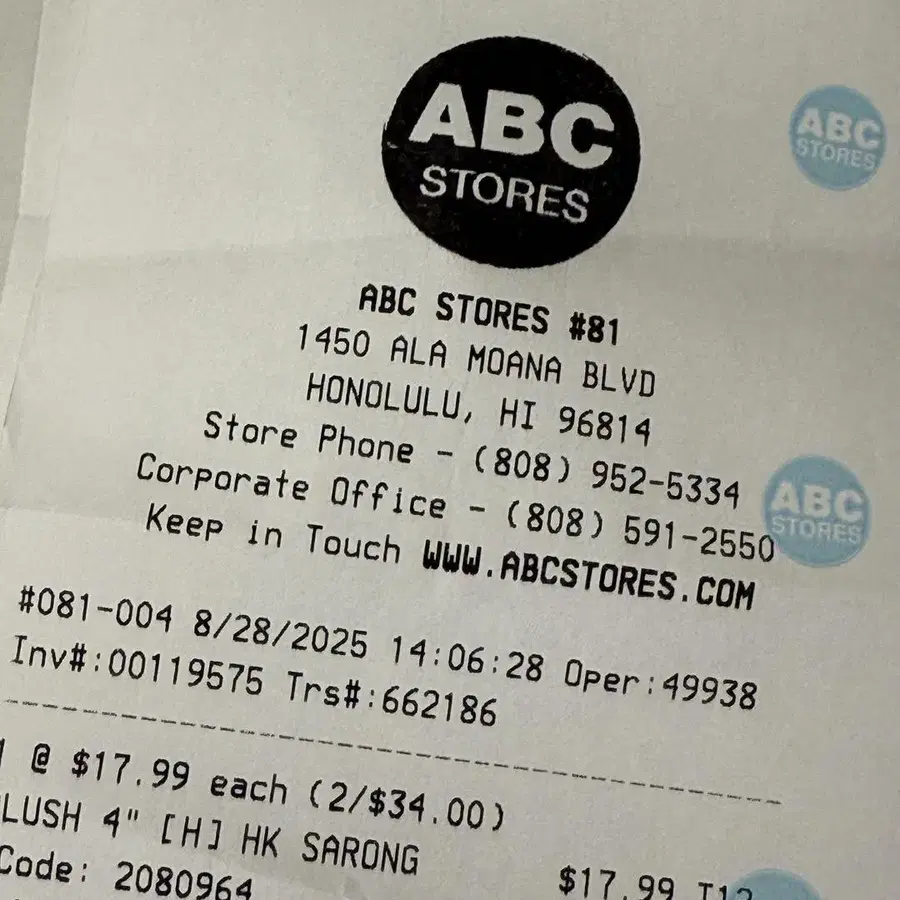 ABC
STORES
ABC
STORES
ABC STORES #81
1450 ALA MOANA BLVD
HONOLULU, HI 96814
Store Phone - (808) 952-5334
Corporate Office - (808) 591-2550
Keep in Touch WWW.ABCSTORES.COM
ABC
STORES
#081-004 8/28/2025 14:06:28 Oper:49938
Inv#:00119575 Trs#:662186
@ $17.99 each (2/$34.00)
LUSH 4" [H] HK SARONG
$17.99
Code: 2080964